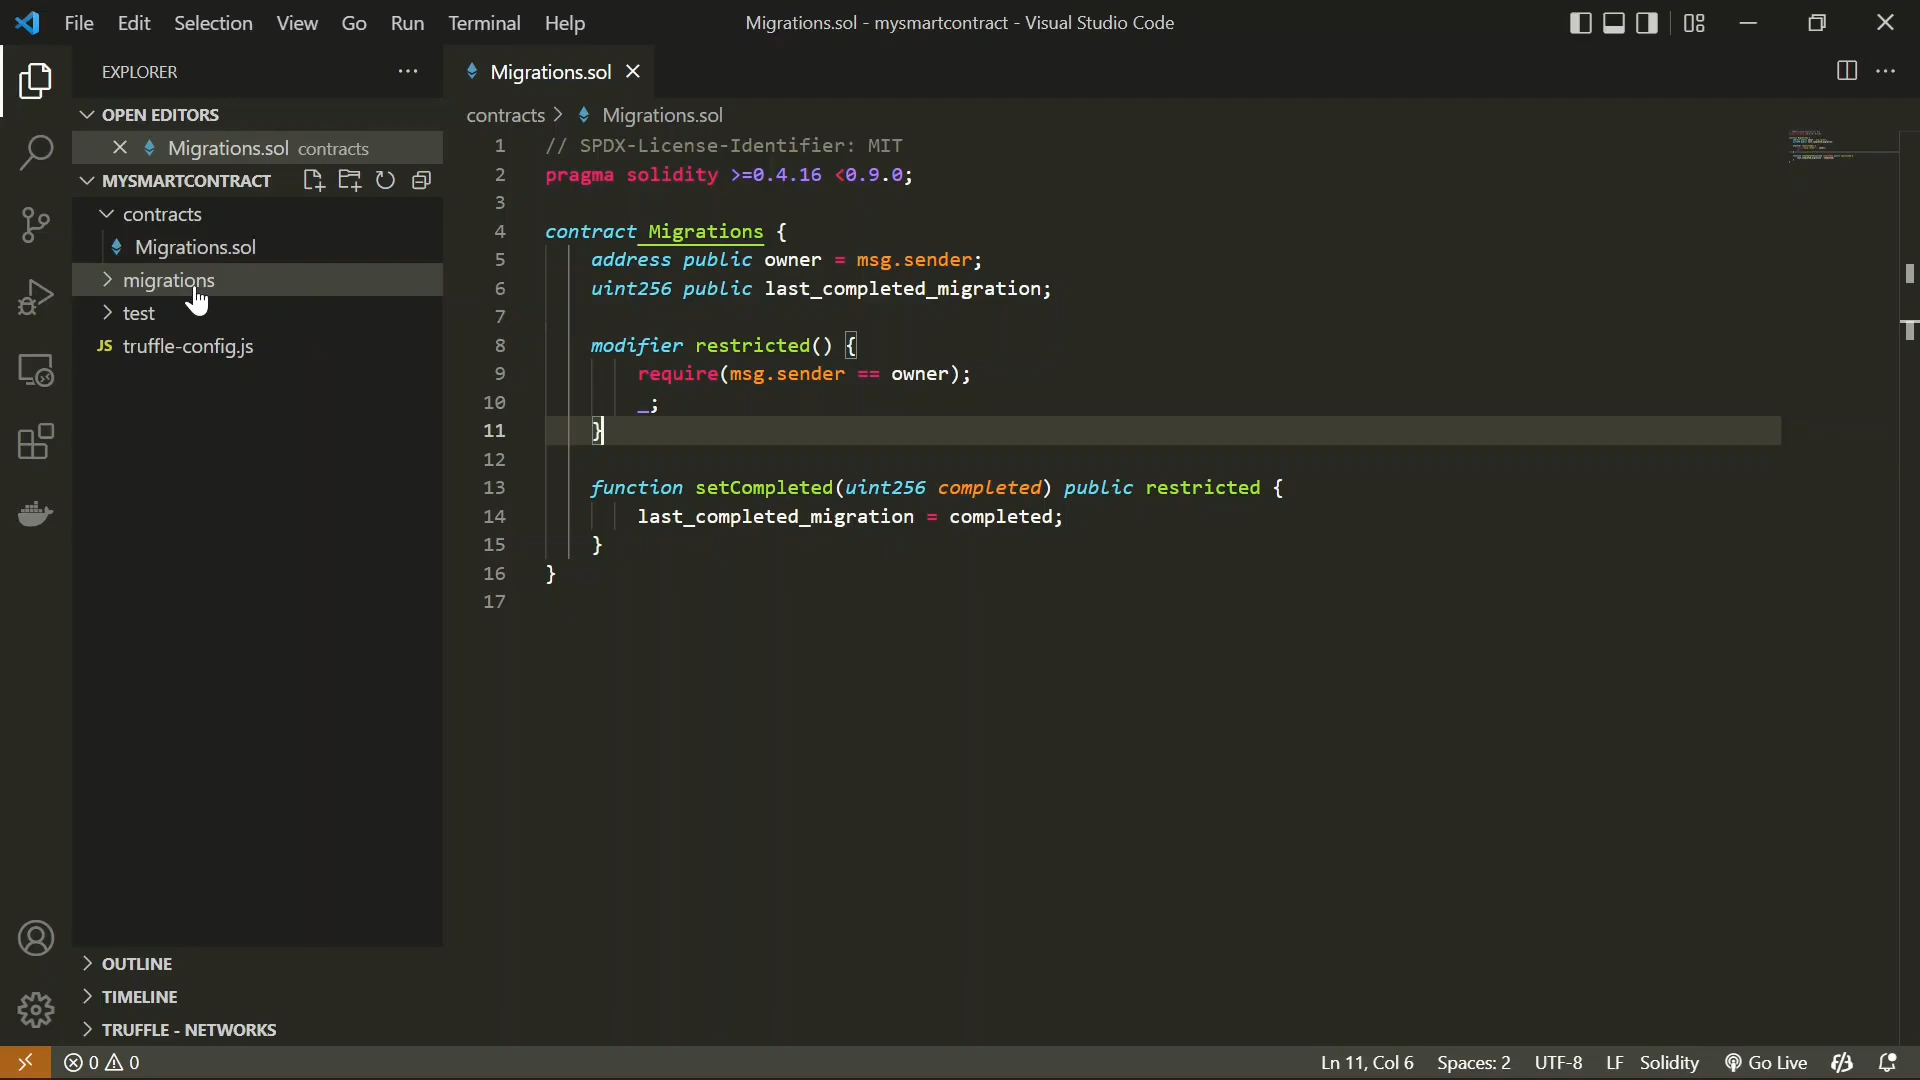 File Edit Selection View Go Run Terminal Help
Migrations.sol - mysmartcontract - Visual Studio Code
EXPLORER
OPEN EDITORS
Migrations.sol contracts
MYSMARTCONTRACT
contracts
Migrations.sol
migrations
test
JS truffle-config.js
OUTLINE
TIMELINE
TRUFFLE - NETWORKS
Migrations.sol
contracts > Migrations.sol
1 // SPDX-License-Identifier: MIT
2 pragma solidity >=0.4.16 <0.9.0;
3
4 contract Migrations {
5 address public owner = msg.sender;
6 uint256 public last_completed_migration;
7
8 modifier restricted() {
9 require(msg.sender == owner);
10 _;
11 }
12
13 function setCompleted(uint256 completed) public restricted {
14 last_completed_migration = completed;
15 }
16 }
17
0 0 Ln 11, Col 6 Spaces: 2 UTF-8 LF Solidity Go Live